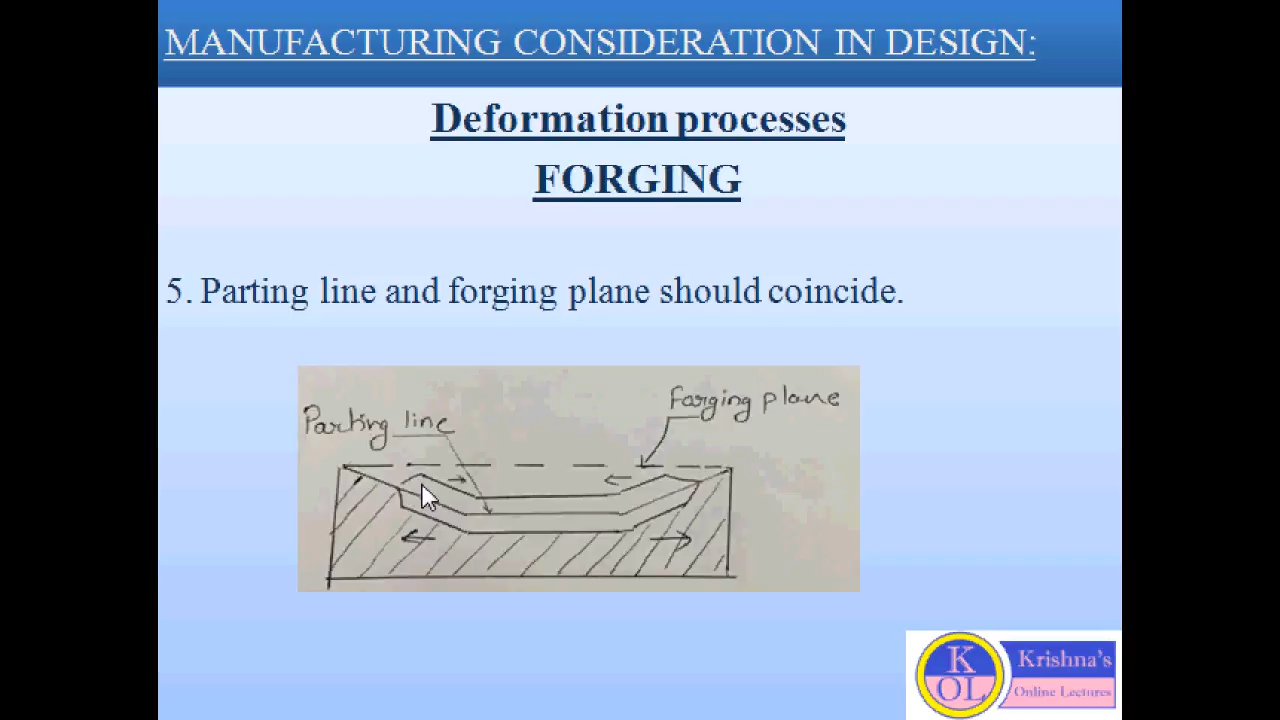 MANUFACTURING CONSIDERATION IN DESIGN:
Deformation processes
FORGING
5. Parting line and forging plane should coincide.
Forging plane
Parting line
K
OL
Krishna's
Online Lectures